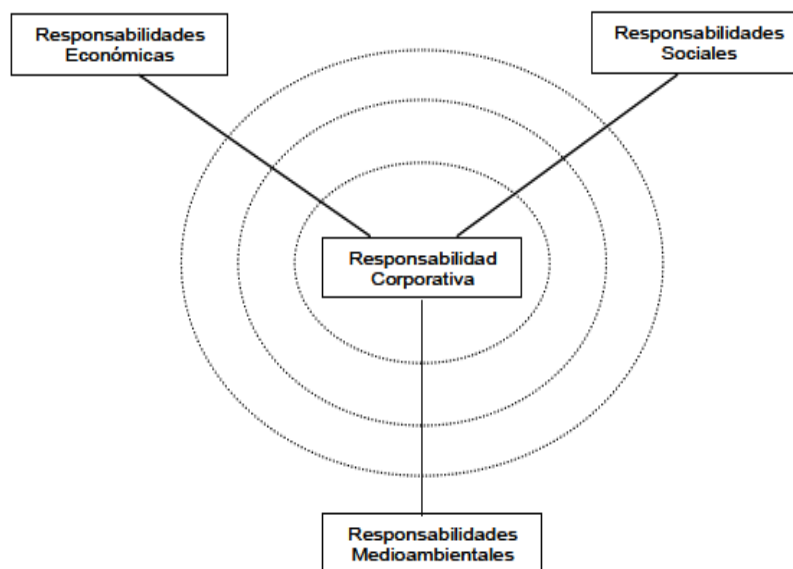 Responsabilidades
Económicas
Responsabilidades
Sociales
Responsabilidad
Corporativa
Responsabilidades
Medioambientales